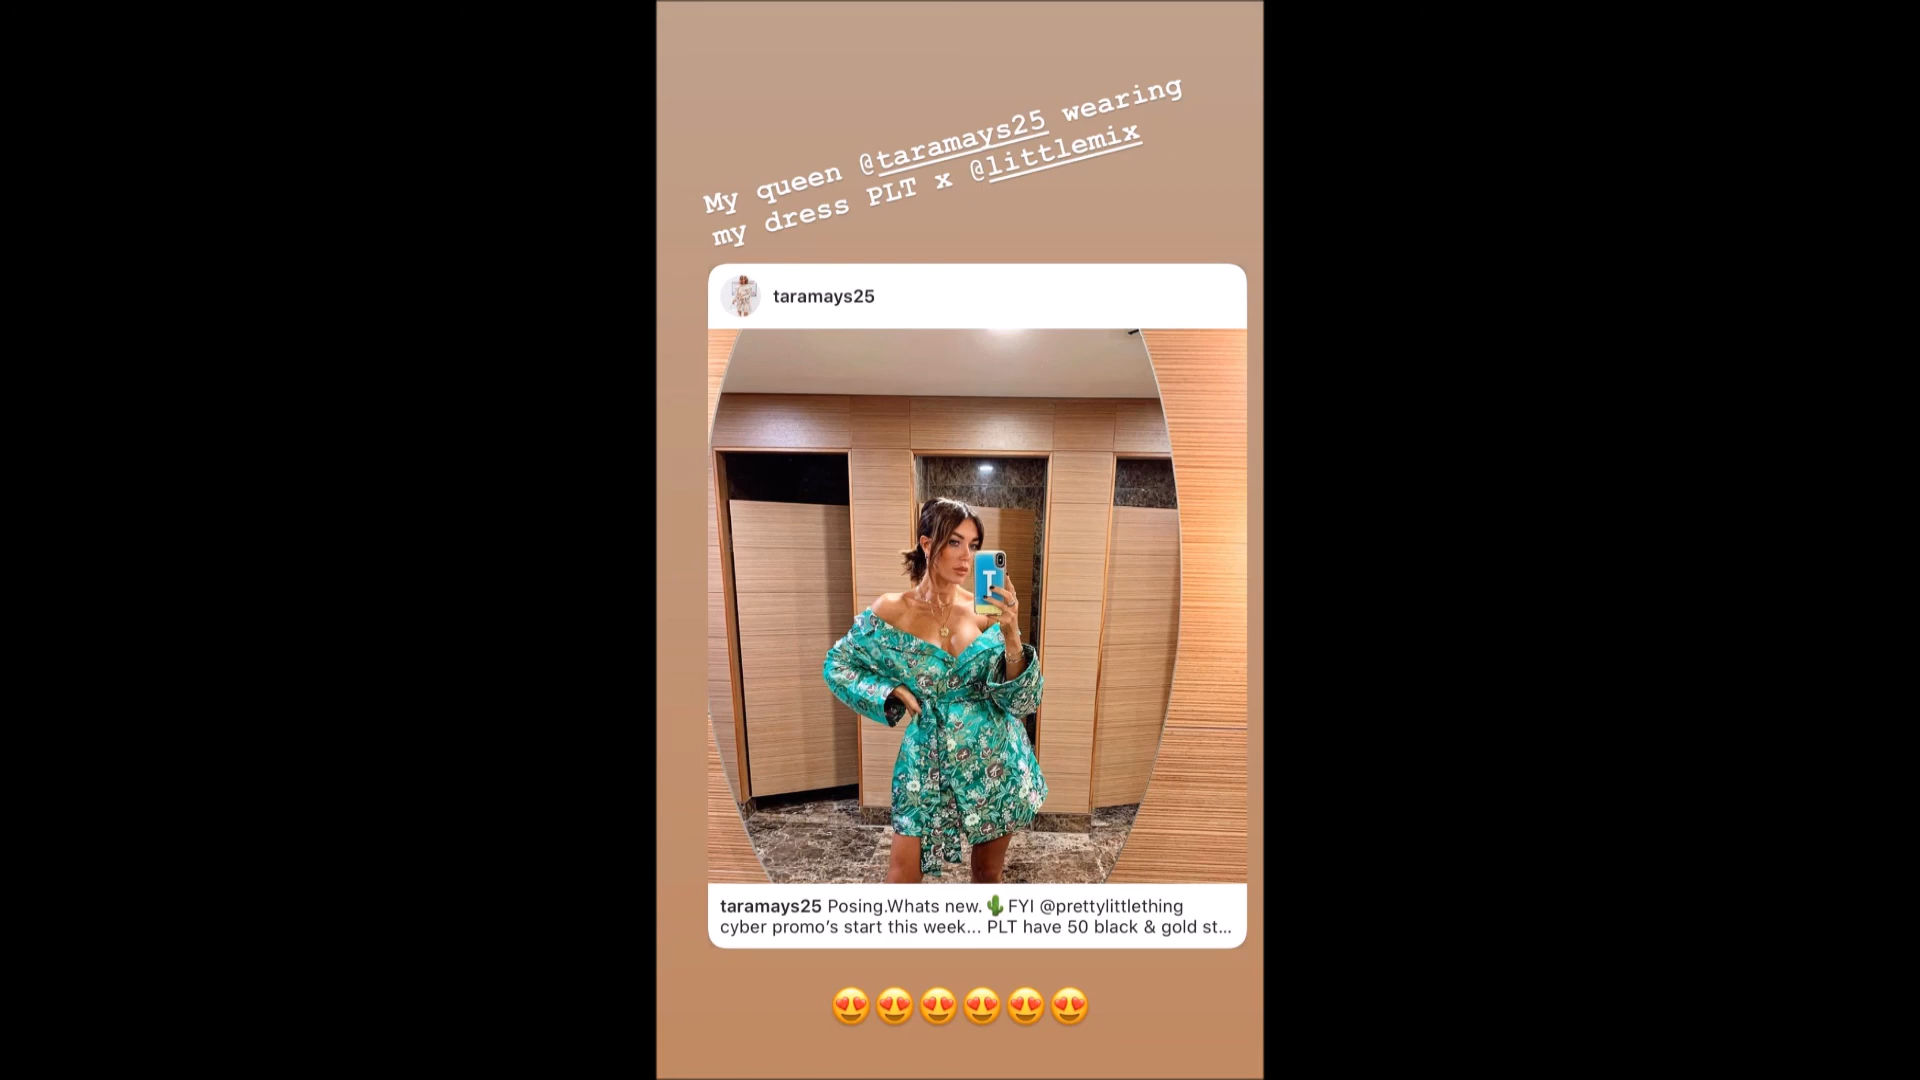 My queen @taramays25 wearing
my dress PLT x @littlemix
taramays25
T
taramays25 Posing.Whats new.🌵FYI @prettylittlething
cyber promo’s start this week... PLT have 50 black & gold st...
😍😍😍😍😍😍